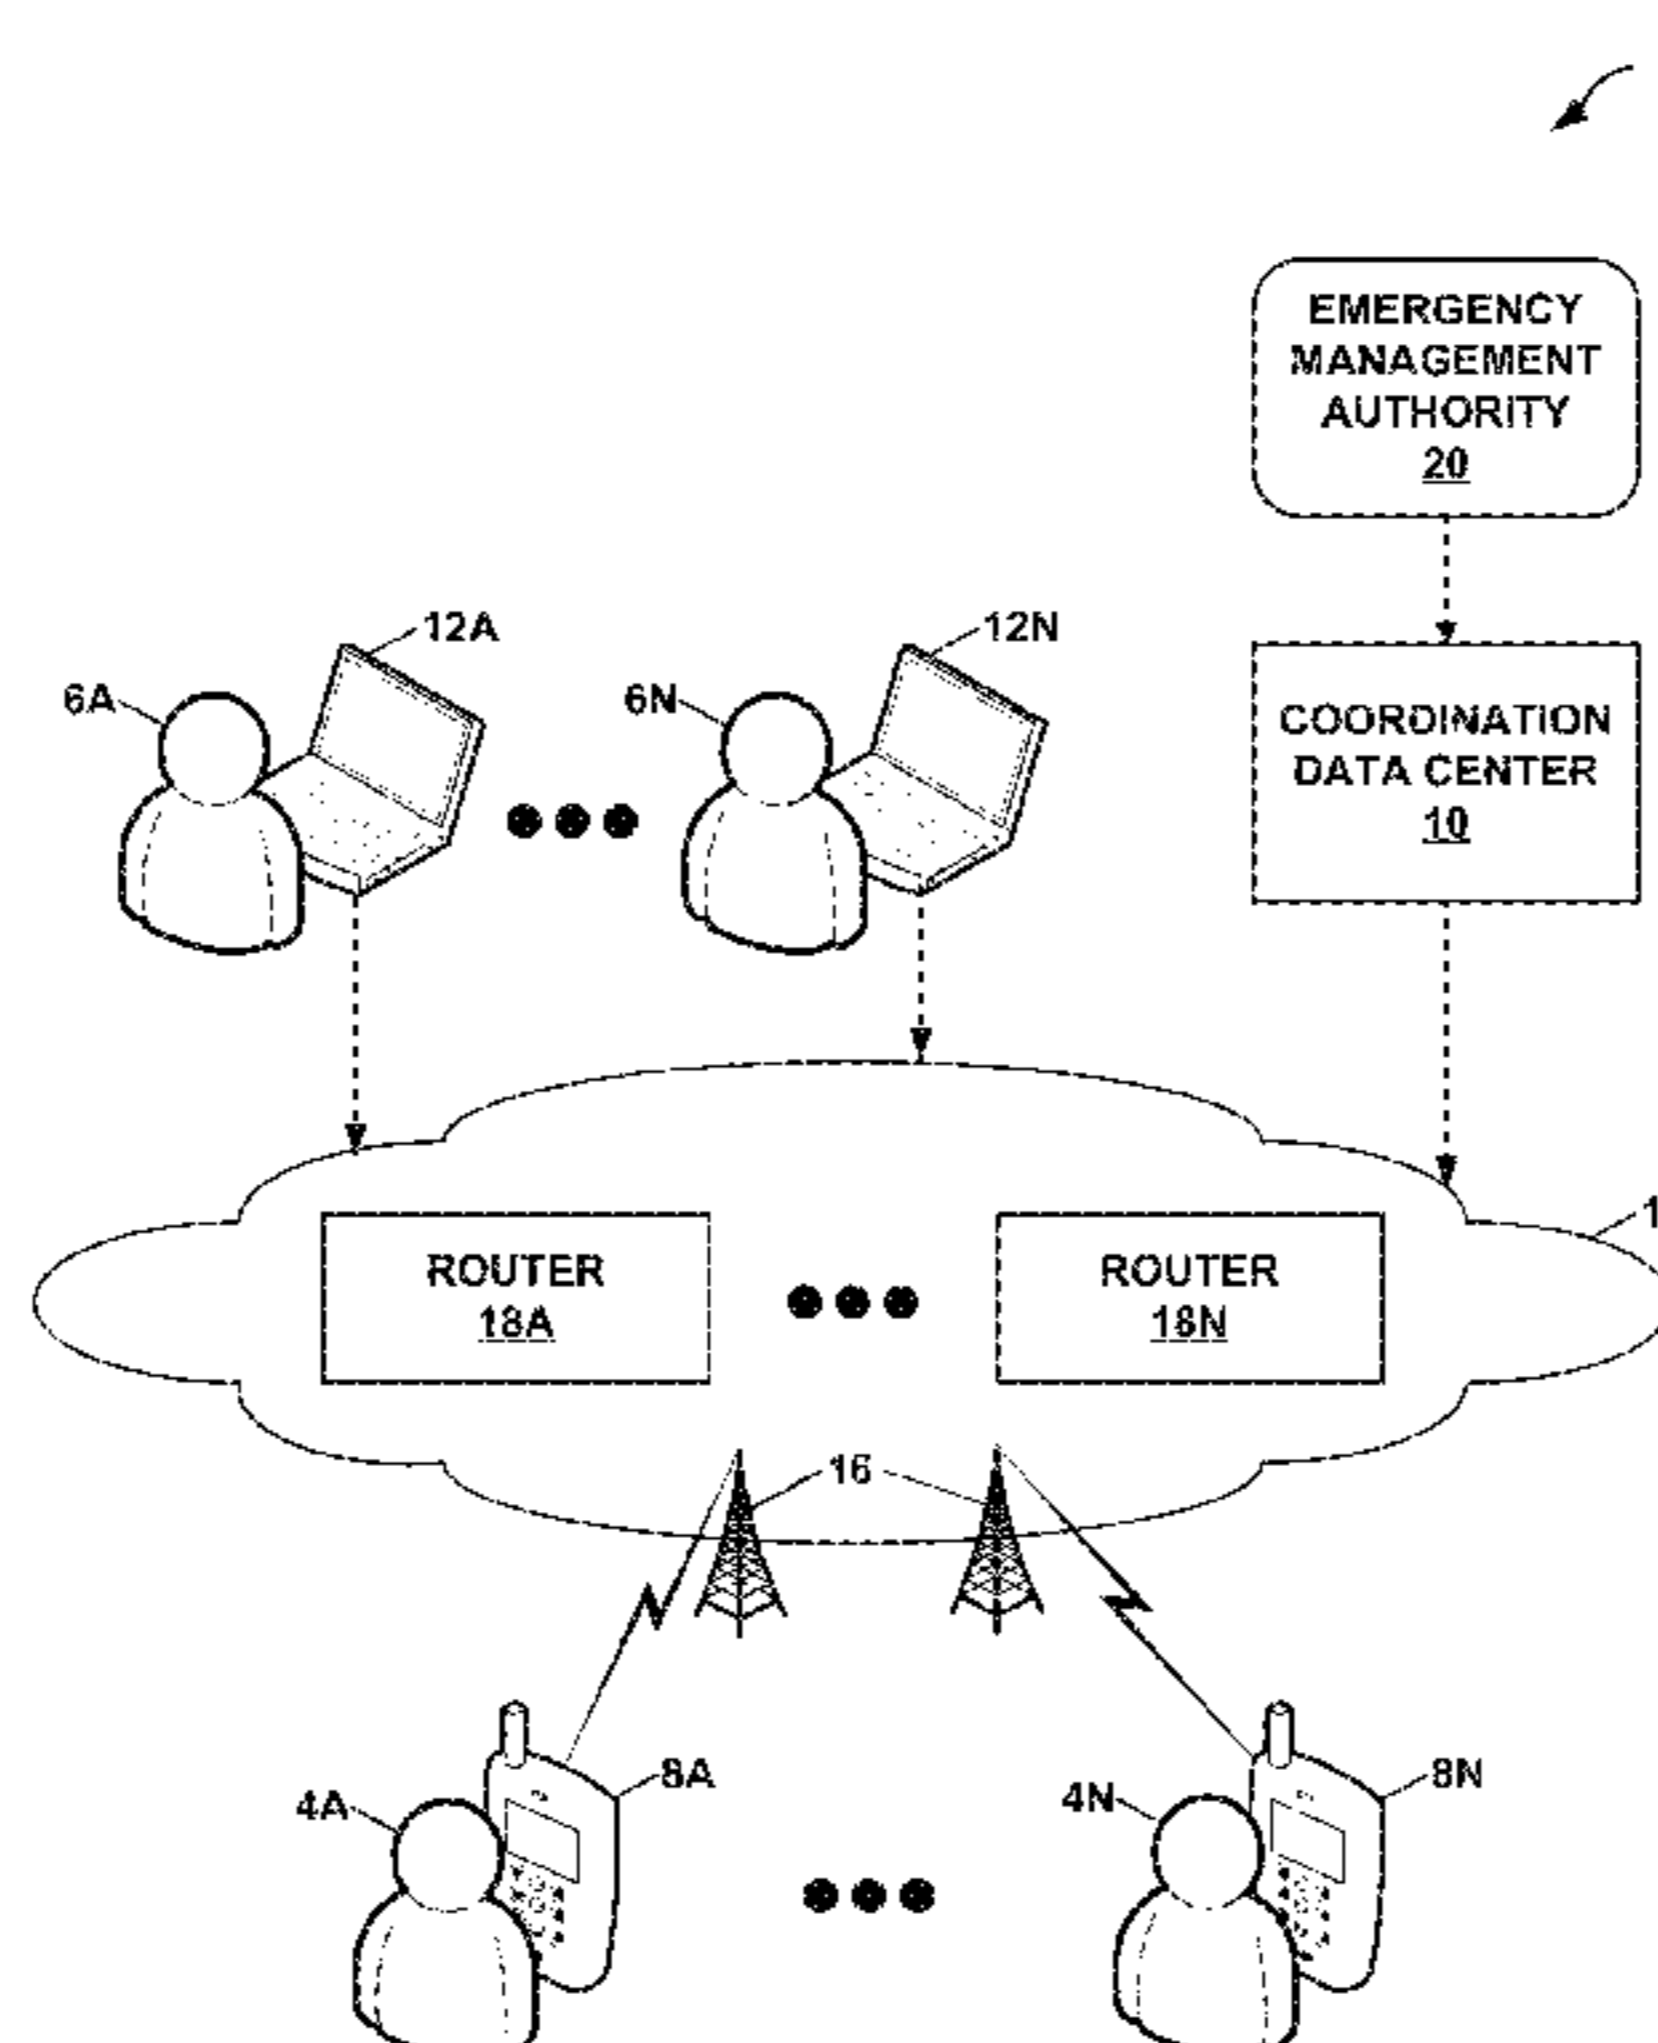 EMERGENCY
MANAGEMENT
AUTHORITY
20
12A
12N
6A
6N
COORDINATION
DATA CENTER
10
1
ROUTER
18A
ROUTER
18N
16
8A
8N
4A
4N